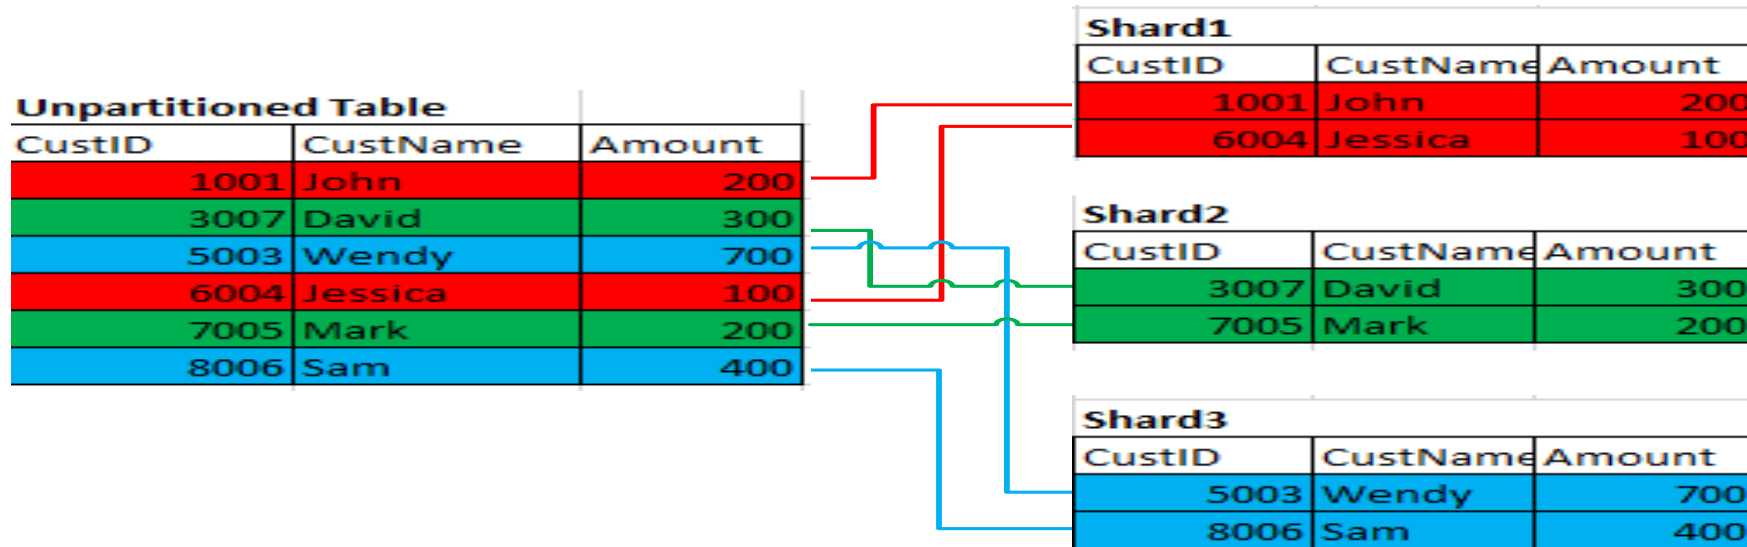 Unpartitioned Table
CustID CustName Amount
1001 John 200
3007 David 300
5003 Wendy 700
6004 Jessica 100
7005 Mark 200
8006 Sam 400
Shard1
CustID CustName Amount
1001 John 200
6004 Jessica 100
Shard2
CustID CustName Amount
3007 David 300
7005 Mark 200
Shard3
CustID CustName Amount
5003 Wendy 700
8006 Sam 400